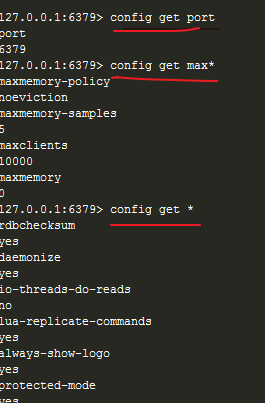 127.0.0.1:6379> config get port
port
6379
127.0.0.1:6379> config get max*
maxmemory-policy
noeviction
maxmemory-samples
5
maxclients
10000
maxmemory
0
127.0.0.1:6379> config get *
rdbchecksum
yes
daemonize
yes
io-threads-do-reads
no
lua-replicate-commands
yes
always-show-logo
yes
protected-mode
yes